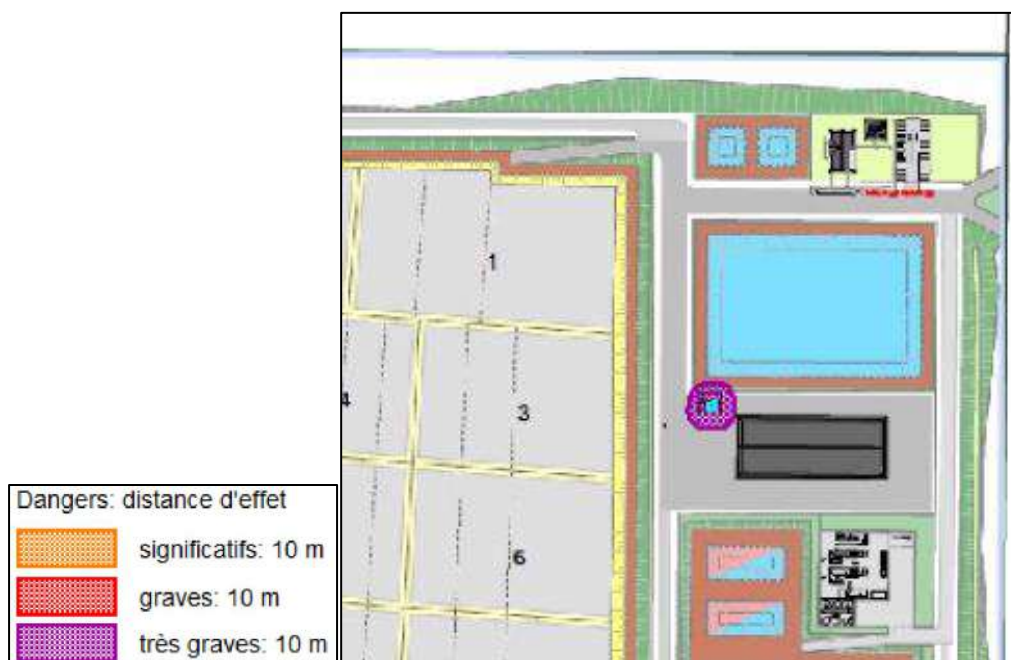 1
3
4
6
Dangers: distance d'effet
significatifs: 10 m
graves: 10 m
très graves: 10 m